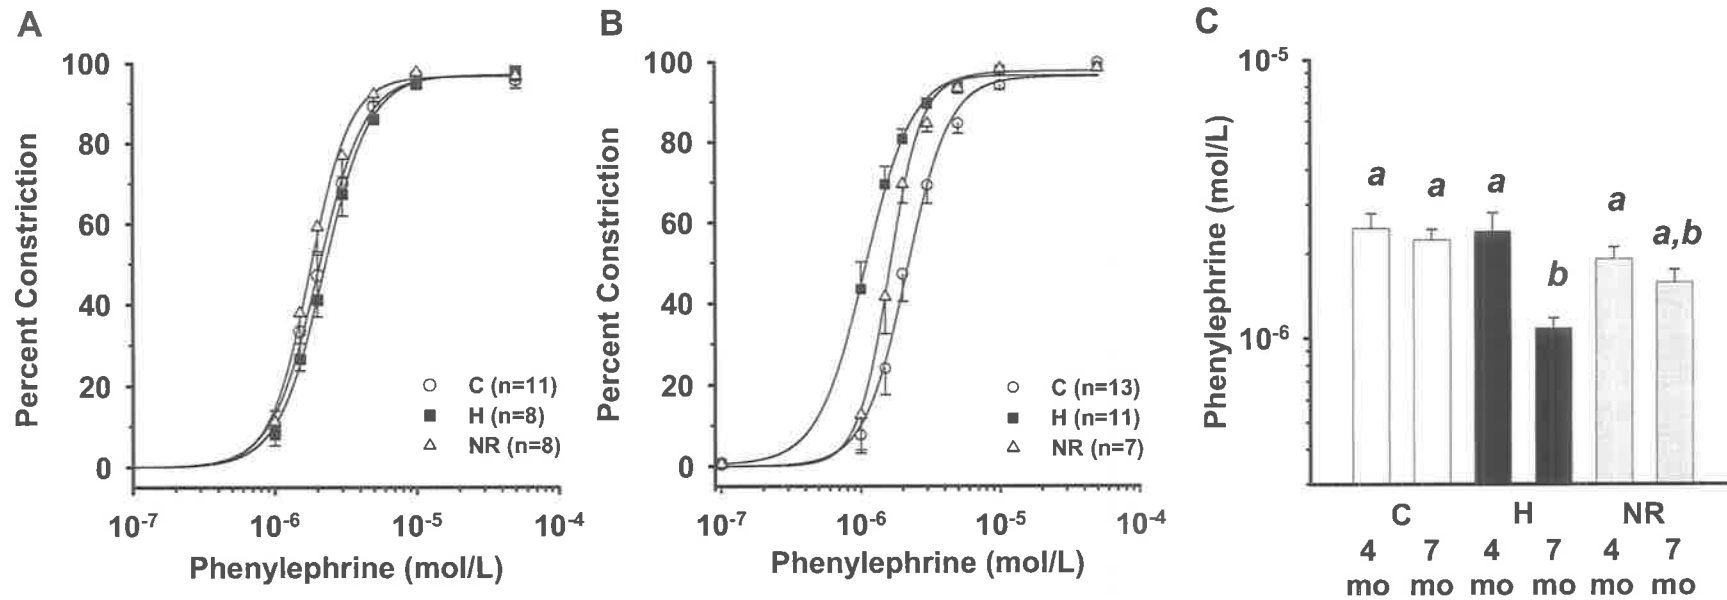 A
Percent Constriction
100
80
60
40
20
0
C (n=11)
H (n=8)
NR (n=8)
10-7
10-6
10-5
10-4
Phenylephrine (mol/L)
B
Percent Constriction
100
80
60
40
20
0
C (n=13)
H (n=11)
NR (n=7)
10-7
10-6
10-5
10-4
Phenylephrine (mol/L)
C
Phenylephrine (mol/L)
10-5
10-6
a
a
a
b
a
a,b
C H NR
4 7 4 7 4 7
mo mo mo mo mo mo